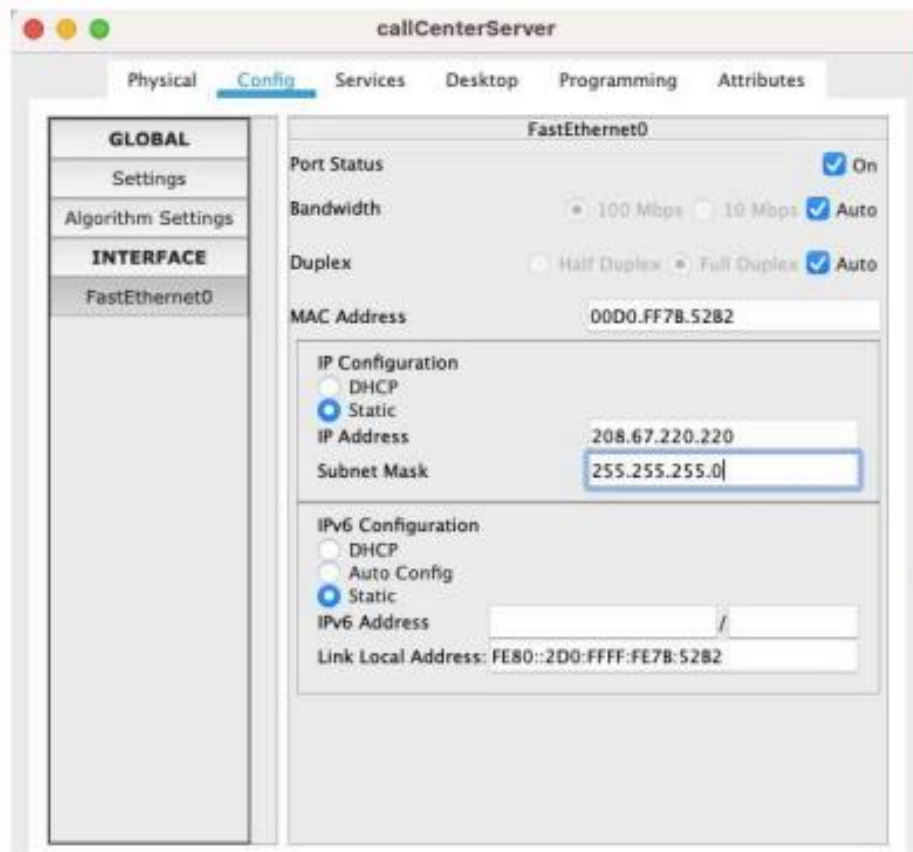 callCenterServer
Physical Config Services Desktop Programming Attributes
GLOBAL
Settings
Algorithm Settings
INTERFACE
FastEthernet0
FastEthernet0
Port Status On
Bandwidth 100 Mbps 10 Mbps Auto
Duplex Half Duplex Full Duplex Auto
MAC Address 00D0.FF7B.52B2
IP Configuration
DHCP
Static
IP Address 208.67.220.220
Subnet Mask 255.255.255.0
IPv6 Configuration
DHCP
Auto Config
Static
IPv6 Address /
Link Local Address: FE80::2D0:FFFF:FE7B:52B2